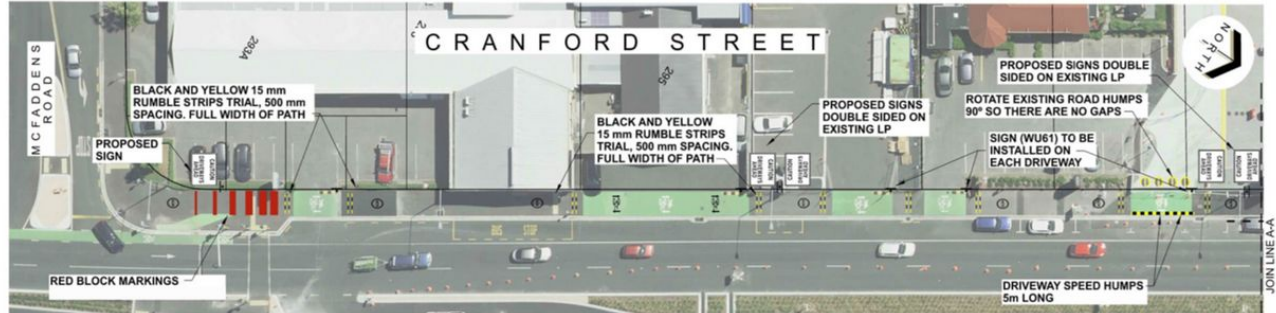 CRANFORD STREET
MCFADDENS
ROAD
293A
295
NORTH
BLACK AND YELLOW 15 mm
RUMBLE STRIPS TRIAL, 500 mm
SPACING. FULL WIDTH OF PATH
PROPOSED
SIGN
BLACK AND YELLOW
15 mm RUMBLE STRIPS
TRIAL, 500 mm SPACING.
FULL WIDTH OF PATH
PROPOSED SIGNS
DOUBLE SIDED ON
EXISTING LP
PROPOSED SIGNS DOUBLE
SIDED ON EXISTING LP
ROTATE EXISTING ROAD HUMPS
90º SO THERE ARE NO GAPS
SIGN (WU61) TO BE
INSTALLED ON
EACH DRIVEWAY
BUS STOP
RED BLOCK MARKINGS
DRIVEWAY SPEED HUMPS
5m LONG
JOIN LINE A-A